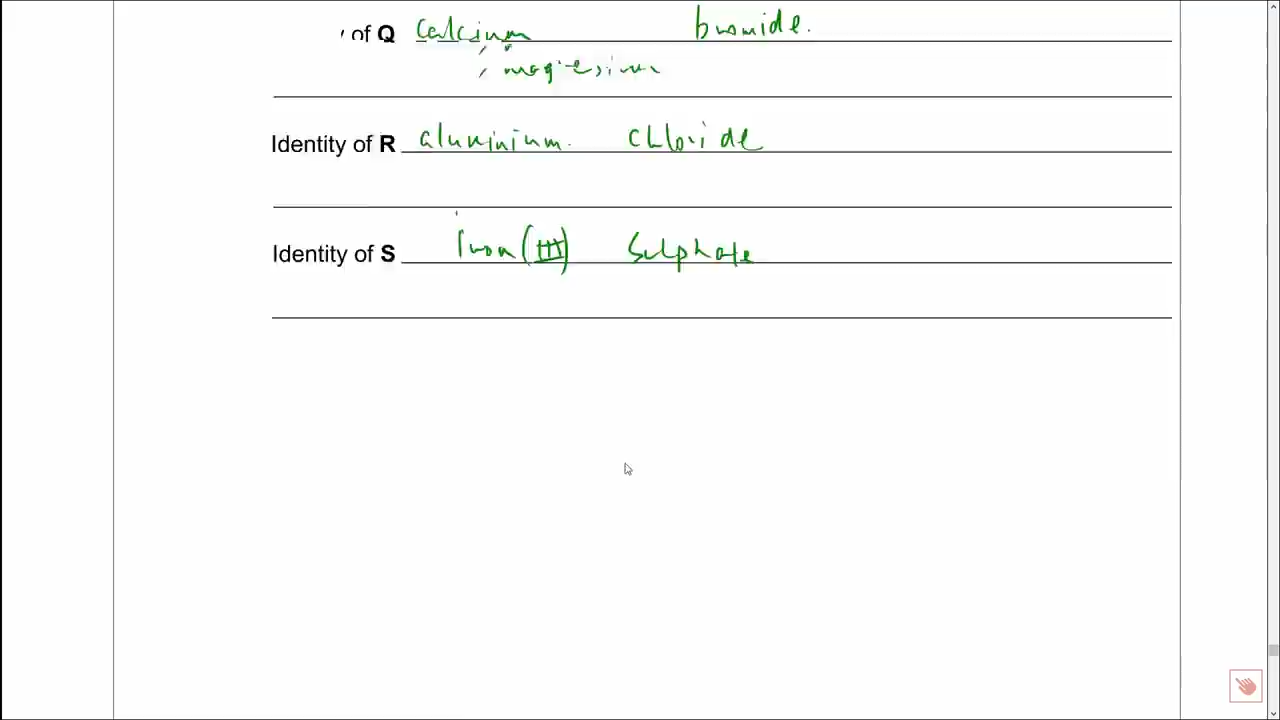 of Q calcium bromide.
magnesium
Identity of R aluminium. chloride
Identity of S Iron (III) Sulphate